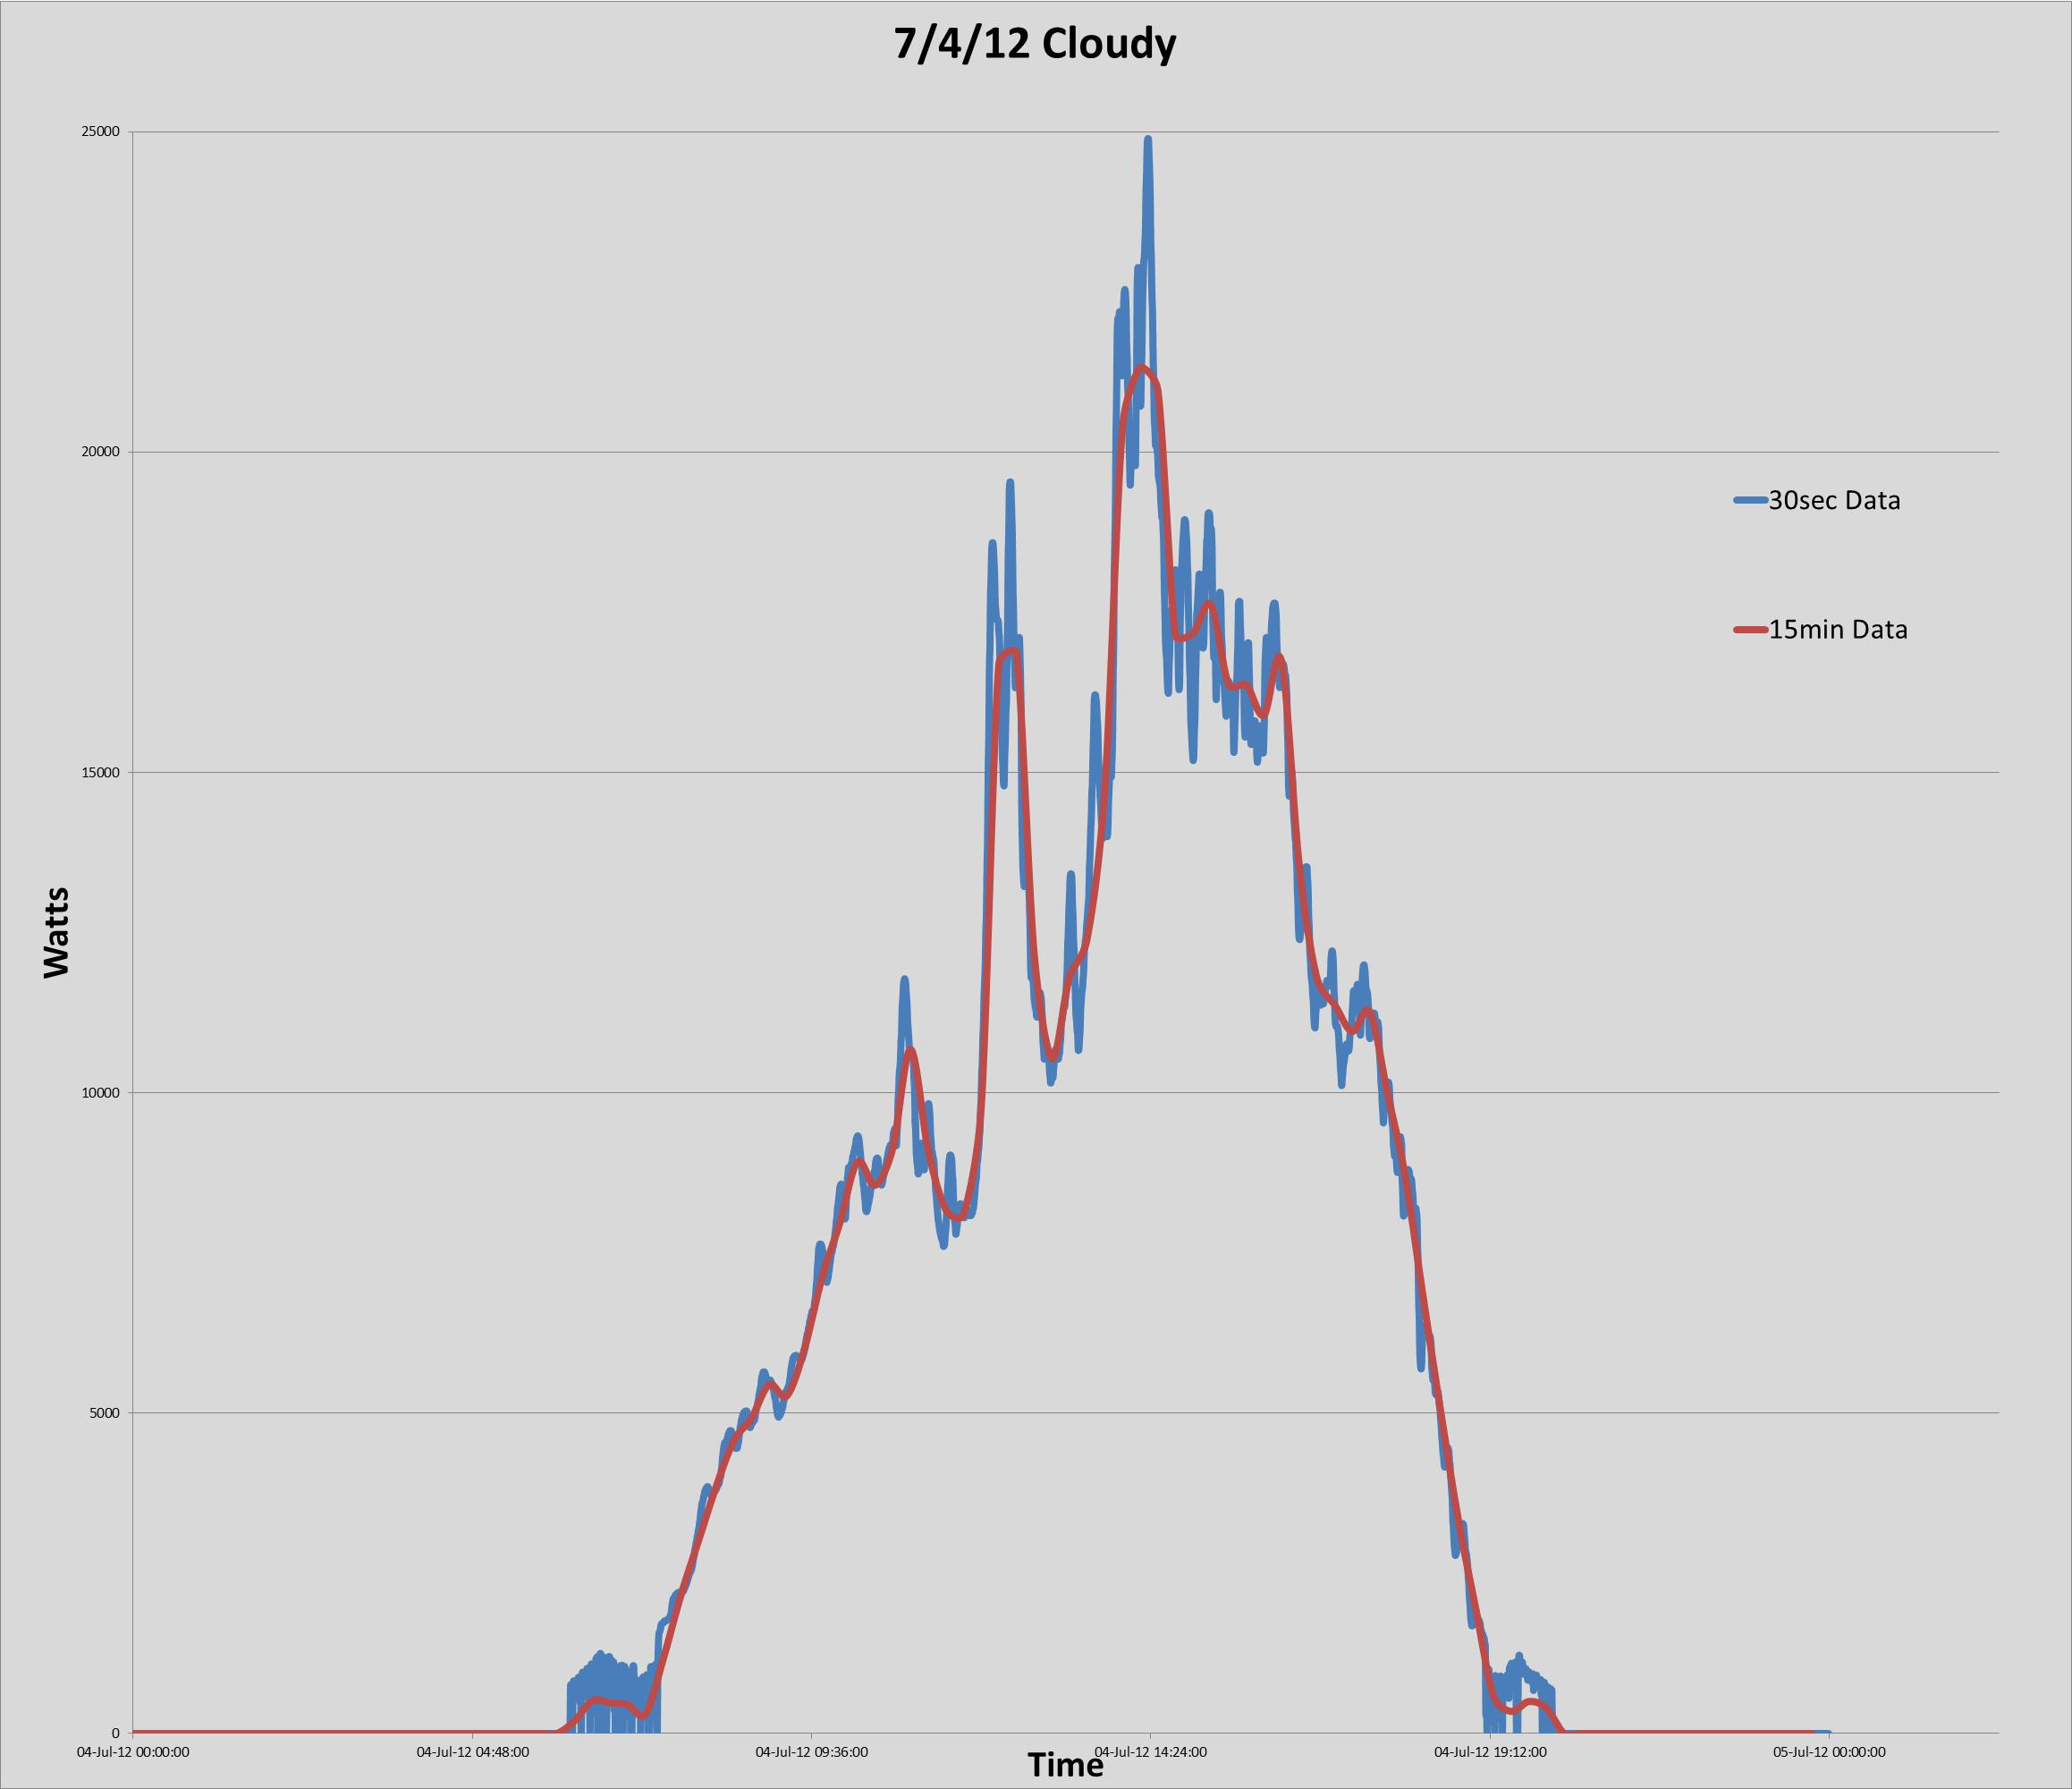 7/4/12 Cloudy
25000
20000
15000
10000
5000
0
Watts
30sec Data
15min Data
04-Jul-12 00:00:00
04-Jul-12 04:48:00
04-Jul-12 09:36:00
04-Jul-12 14:24:00
04-Jul-12 19:12:00
05-Jul-12 00:00:00
Time